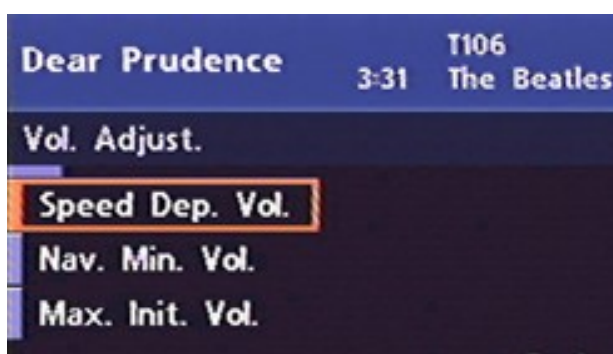 Dear Prudence
3:31
T106
The Beatles
Vol. Adjust.
Speed Dep. Vol.
Nav. Min. Vol.
Max. Init. Vol.